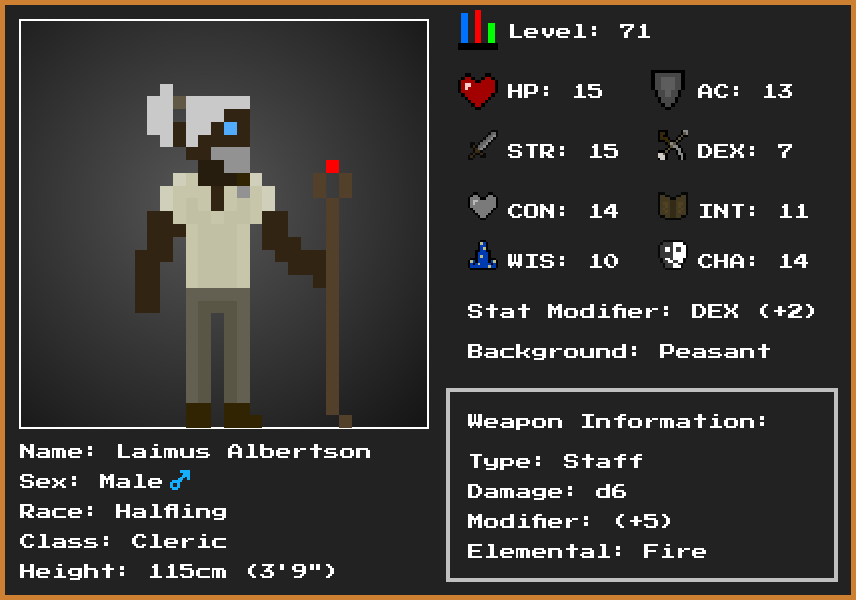 Level: 71
HP: 15
AC: 13
STR: 15
DEX: 7
CON: 14
INT: 11
WIS: 10
CHA: 14
Stat Modifier: DEX (+2)
Background: Peasant
Weapon Information:
Type: Staff
Damage: d6
Modifier: (+5)
Elemental: Fire
Name: Laimus Albertson
Sex: Male♂
Race: Halfling
Class: Cleric
Height: 115cm (3'9")